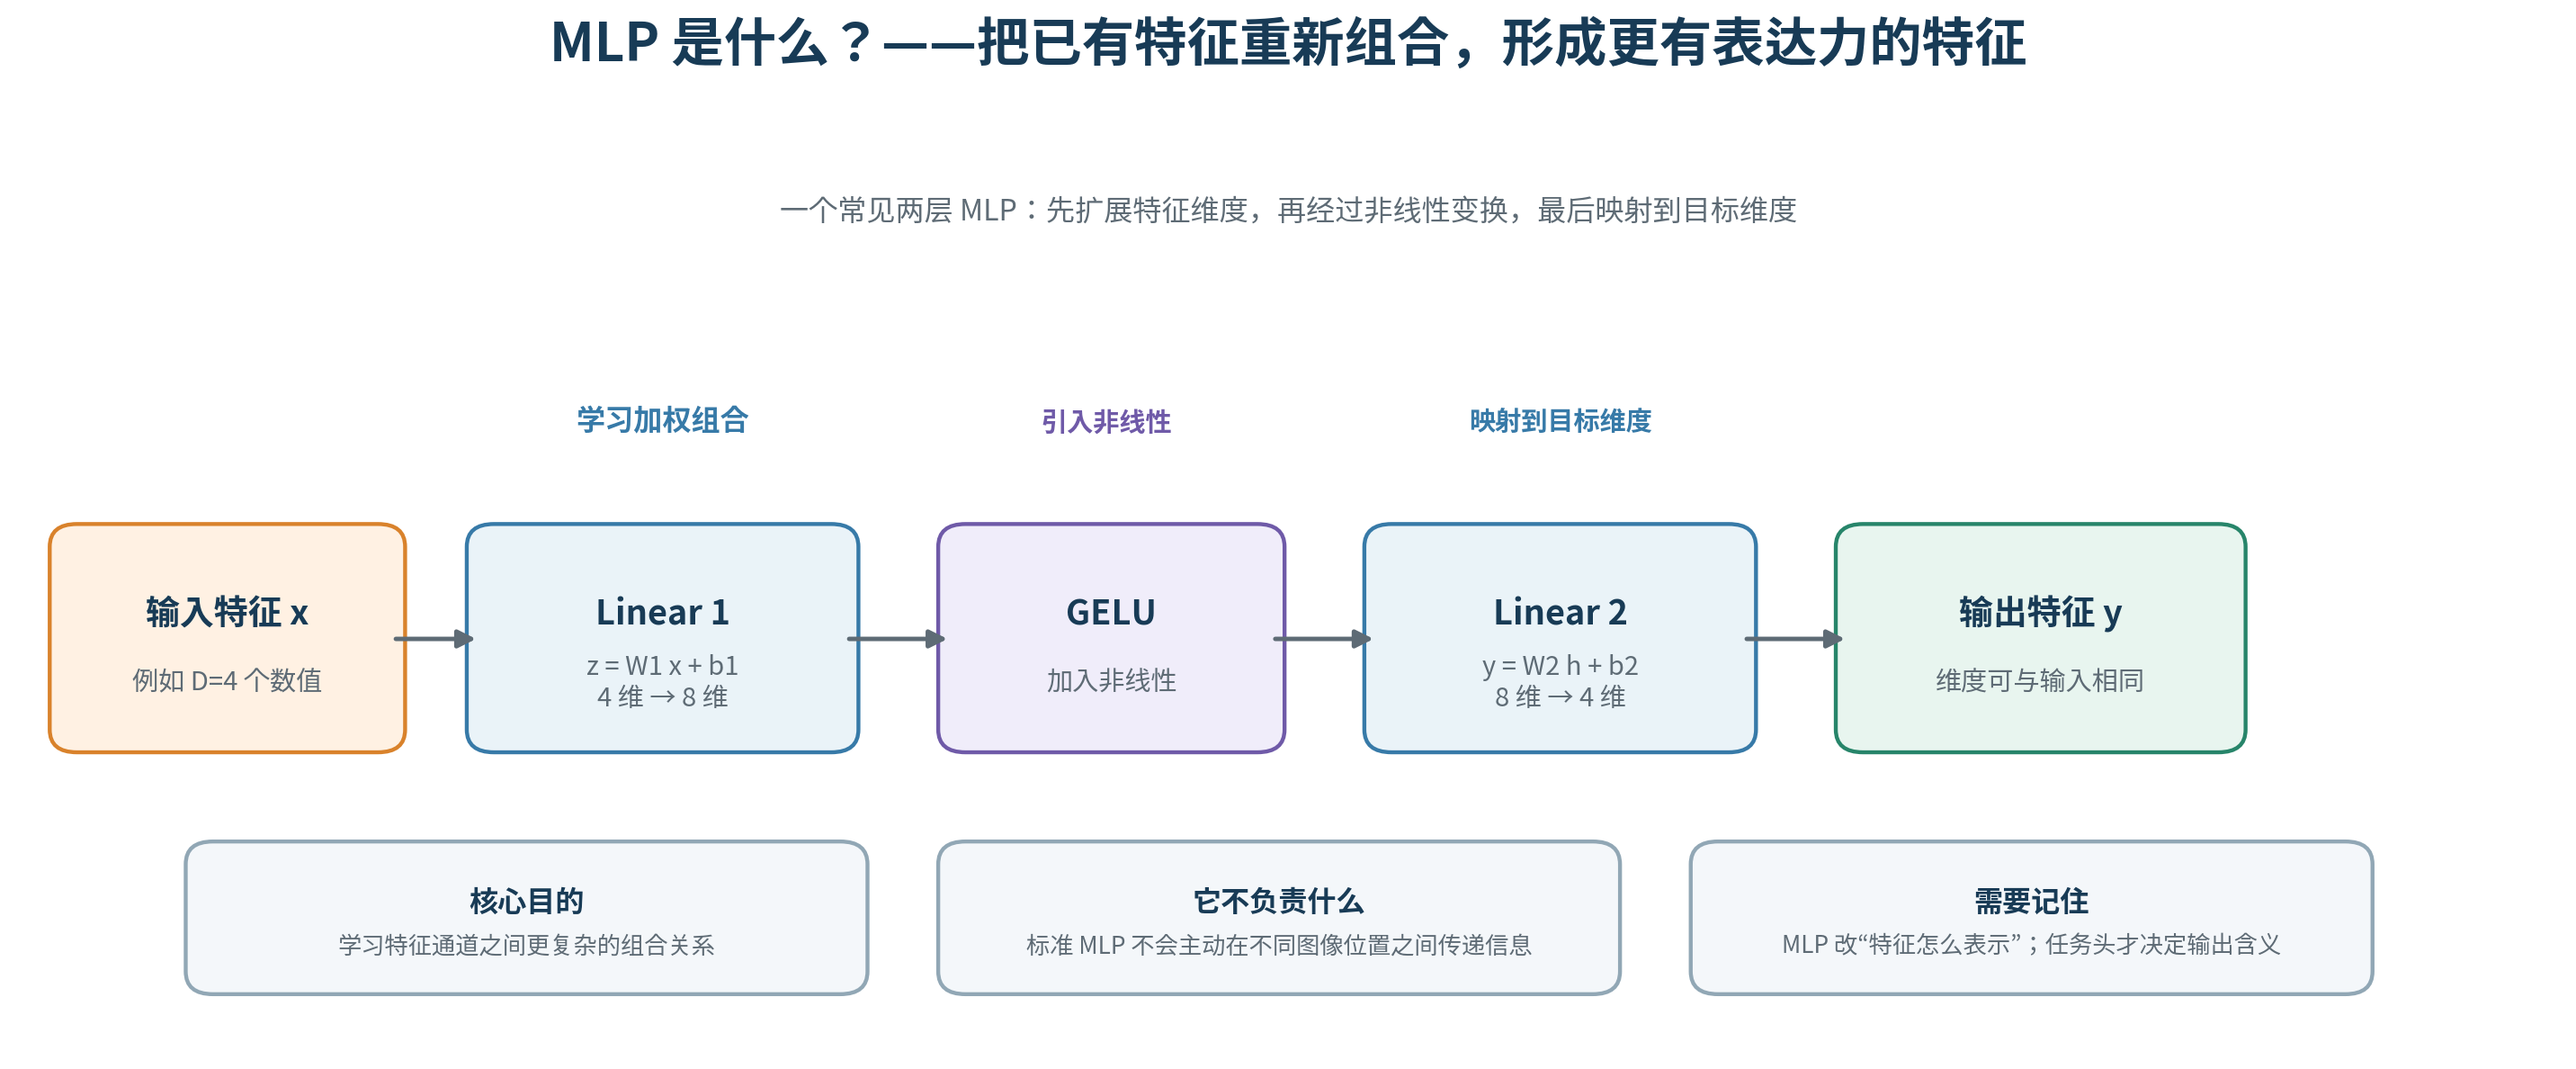 MLP 是什么？——把已有特征重新组合，形成更有表达力的特征
一个常见两层 MLP：先扩展特征维度，再经过非线性变换，最后映射到目标维度
学习加权组合
引入非线性
映射到目标维度
输入特征 x
例如 D=4 个数值
Linear 1
z = W1 x + b1
4 维 → 8 维
GELU
加入非线性
Linear 2
y = W2 h + b2
8 维 → 4 维
输出特征 y
维度可与输入相同
核心目的
学习特征通道之间更复杂的组合关系
它不负责什么
标准 MLP 不会主动在不同图像位置之间传递信息
需要记住
MLP 改“特征怎么表示”；任务头才决定输出含义